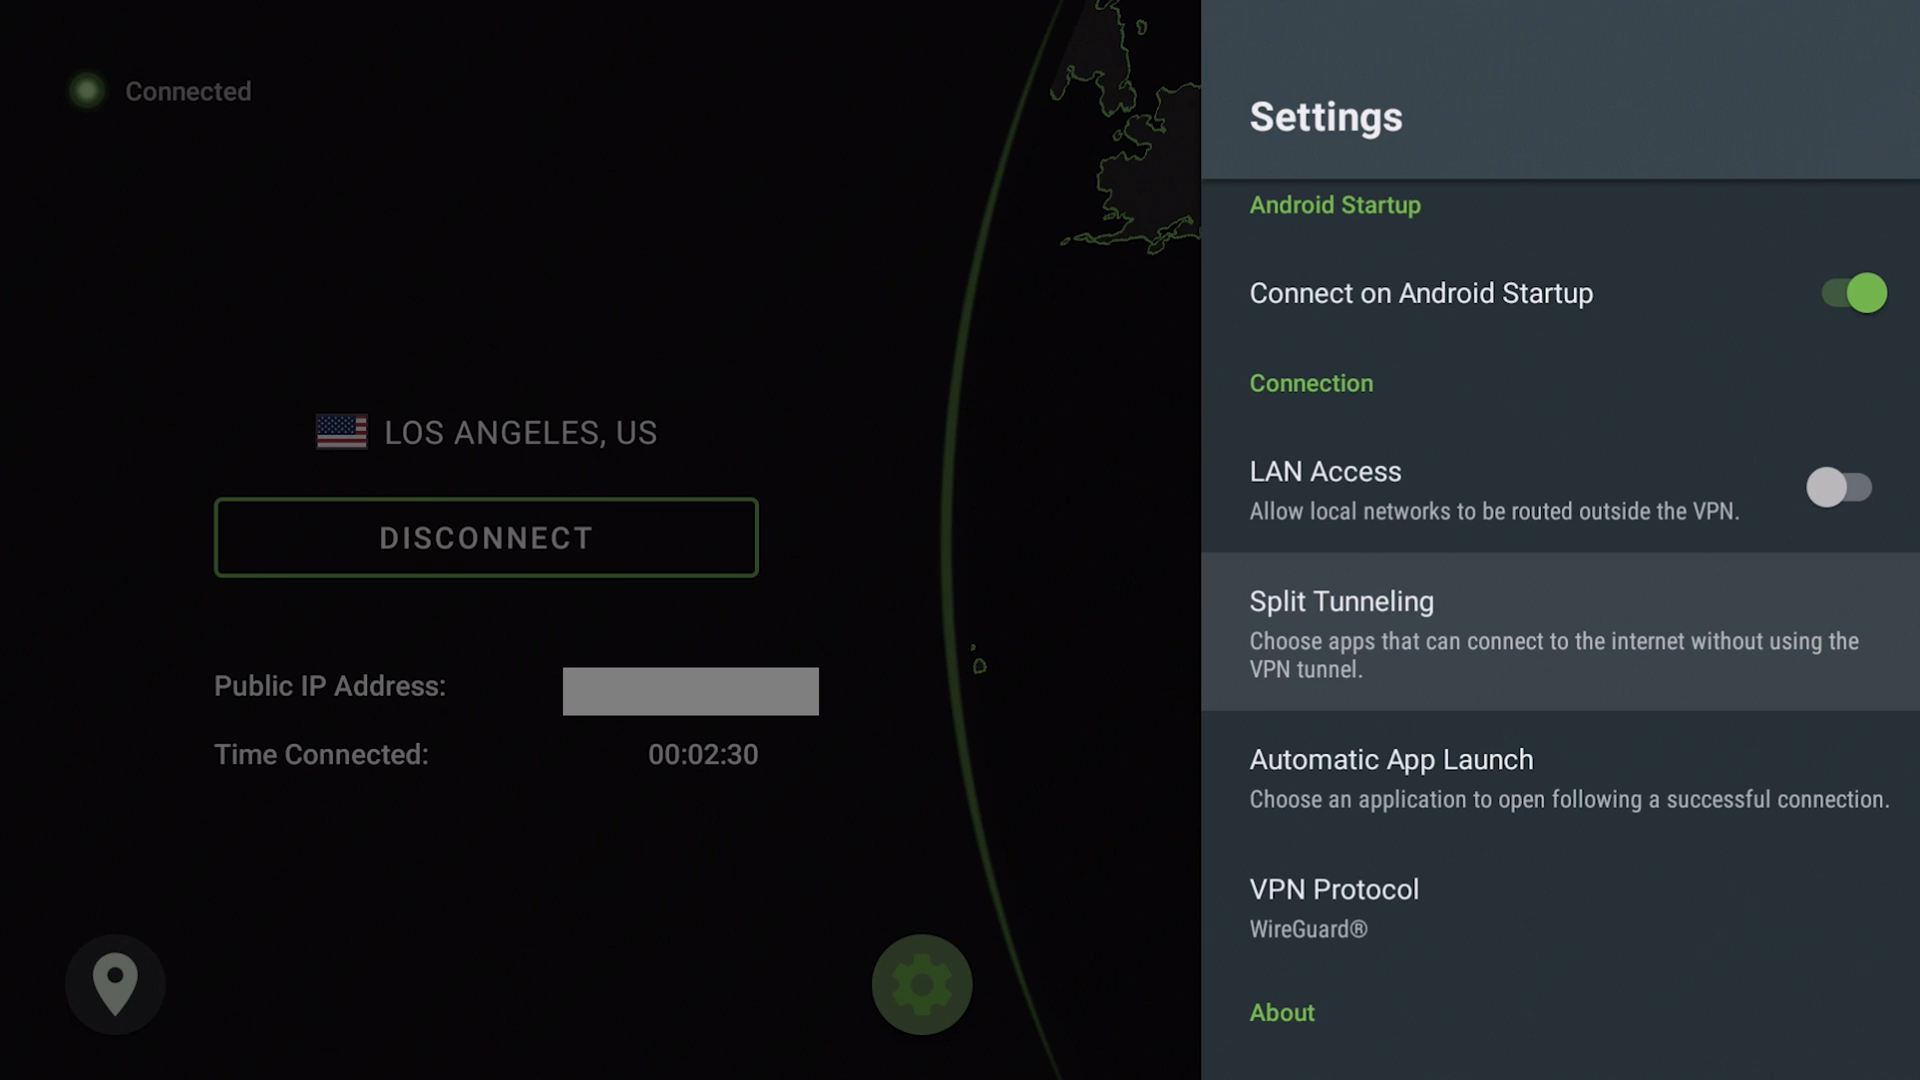 Connected
LOS ANGELES, US
DISCONNECT
Public IP Address:
Time Connected: 00:02:30
Settings
Android Startup
Connect on Android Startup
Connection
LAN Access
Allow local networks to be routed outside the VPN.
Split Tunneling
Choose apps that can connect to the internet without using the
VPN tunnel.
Automatic App Launch
Choose an application to open following a successful connection.
VPN Protocol
WireGuard®
About